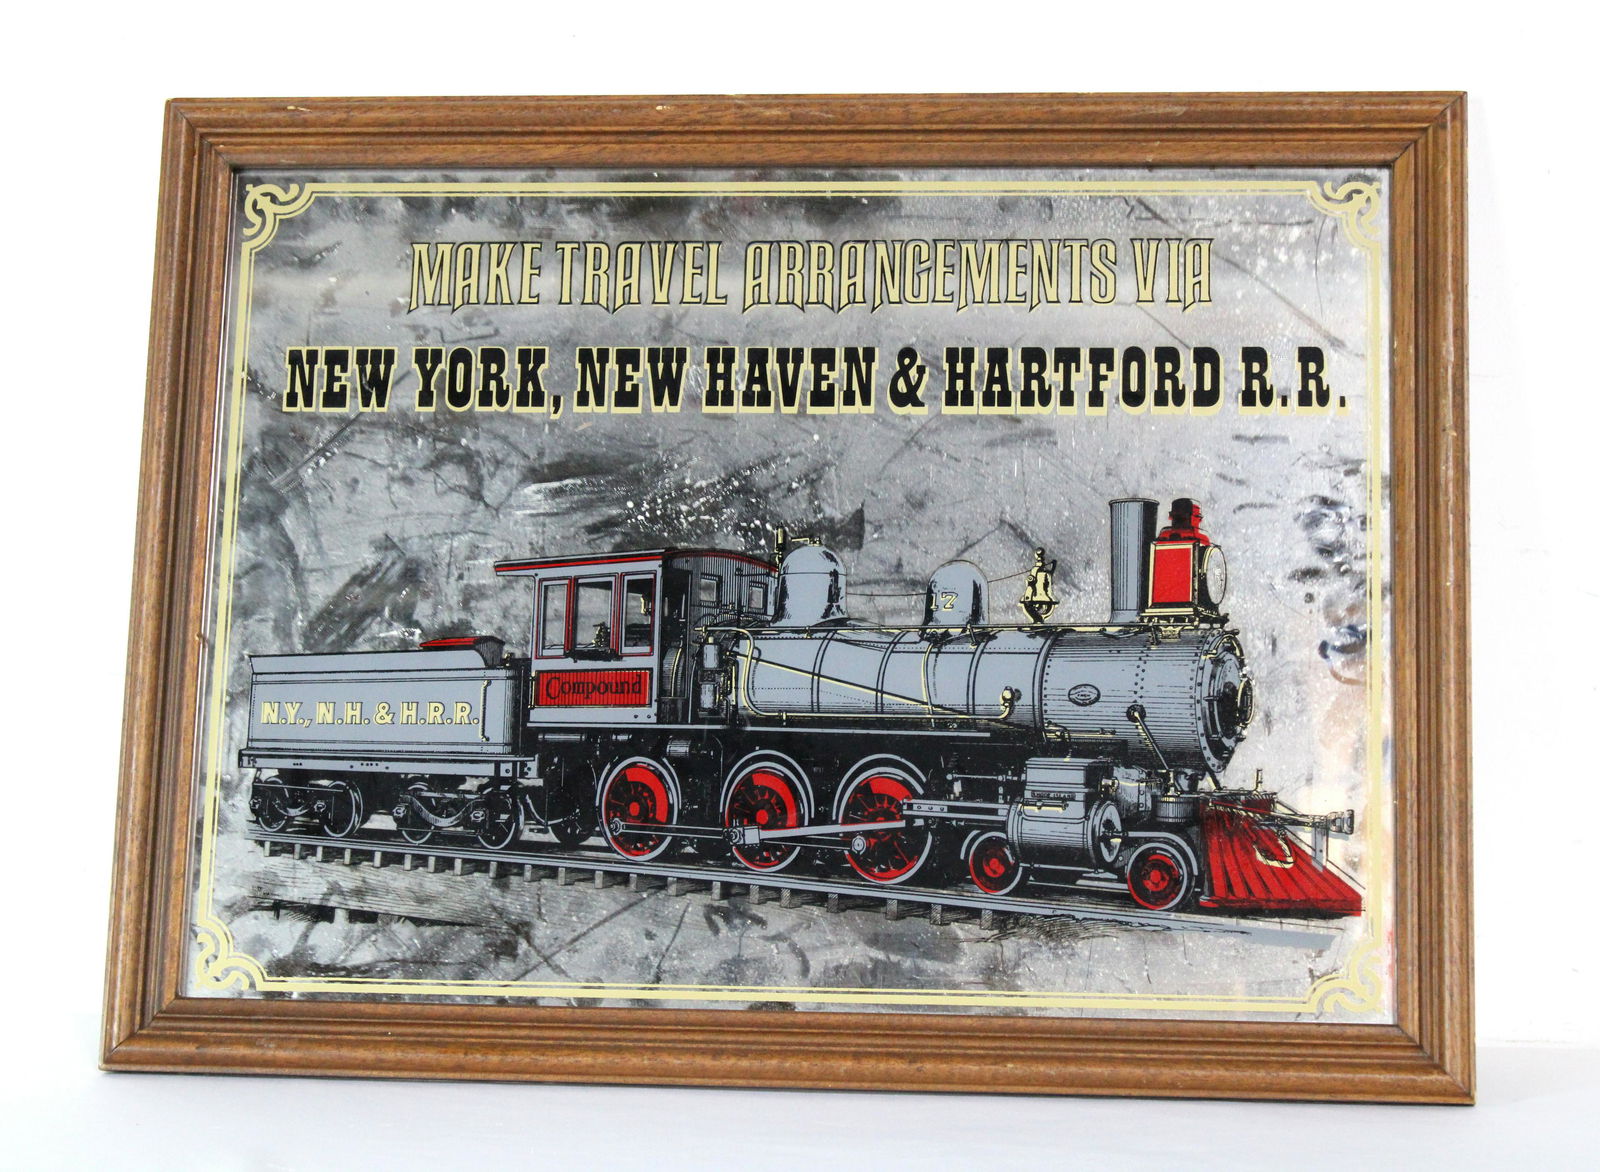 MAKE TRAVEL ARRANGEMENTS VIA
NEW YORK, NEW HAVEN & HARTFORD R.R.
17
Compound
N.Y., N.H. & H.R.R.